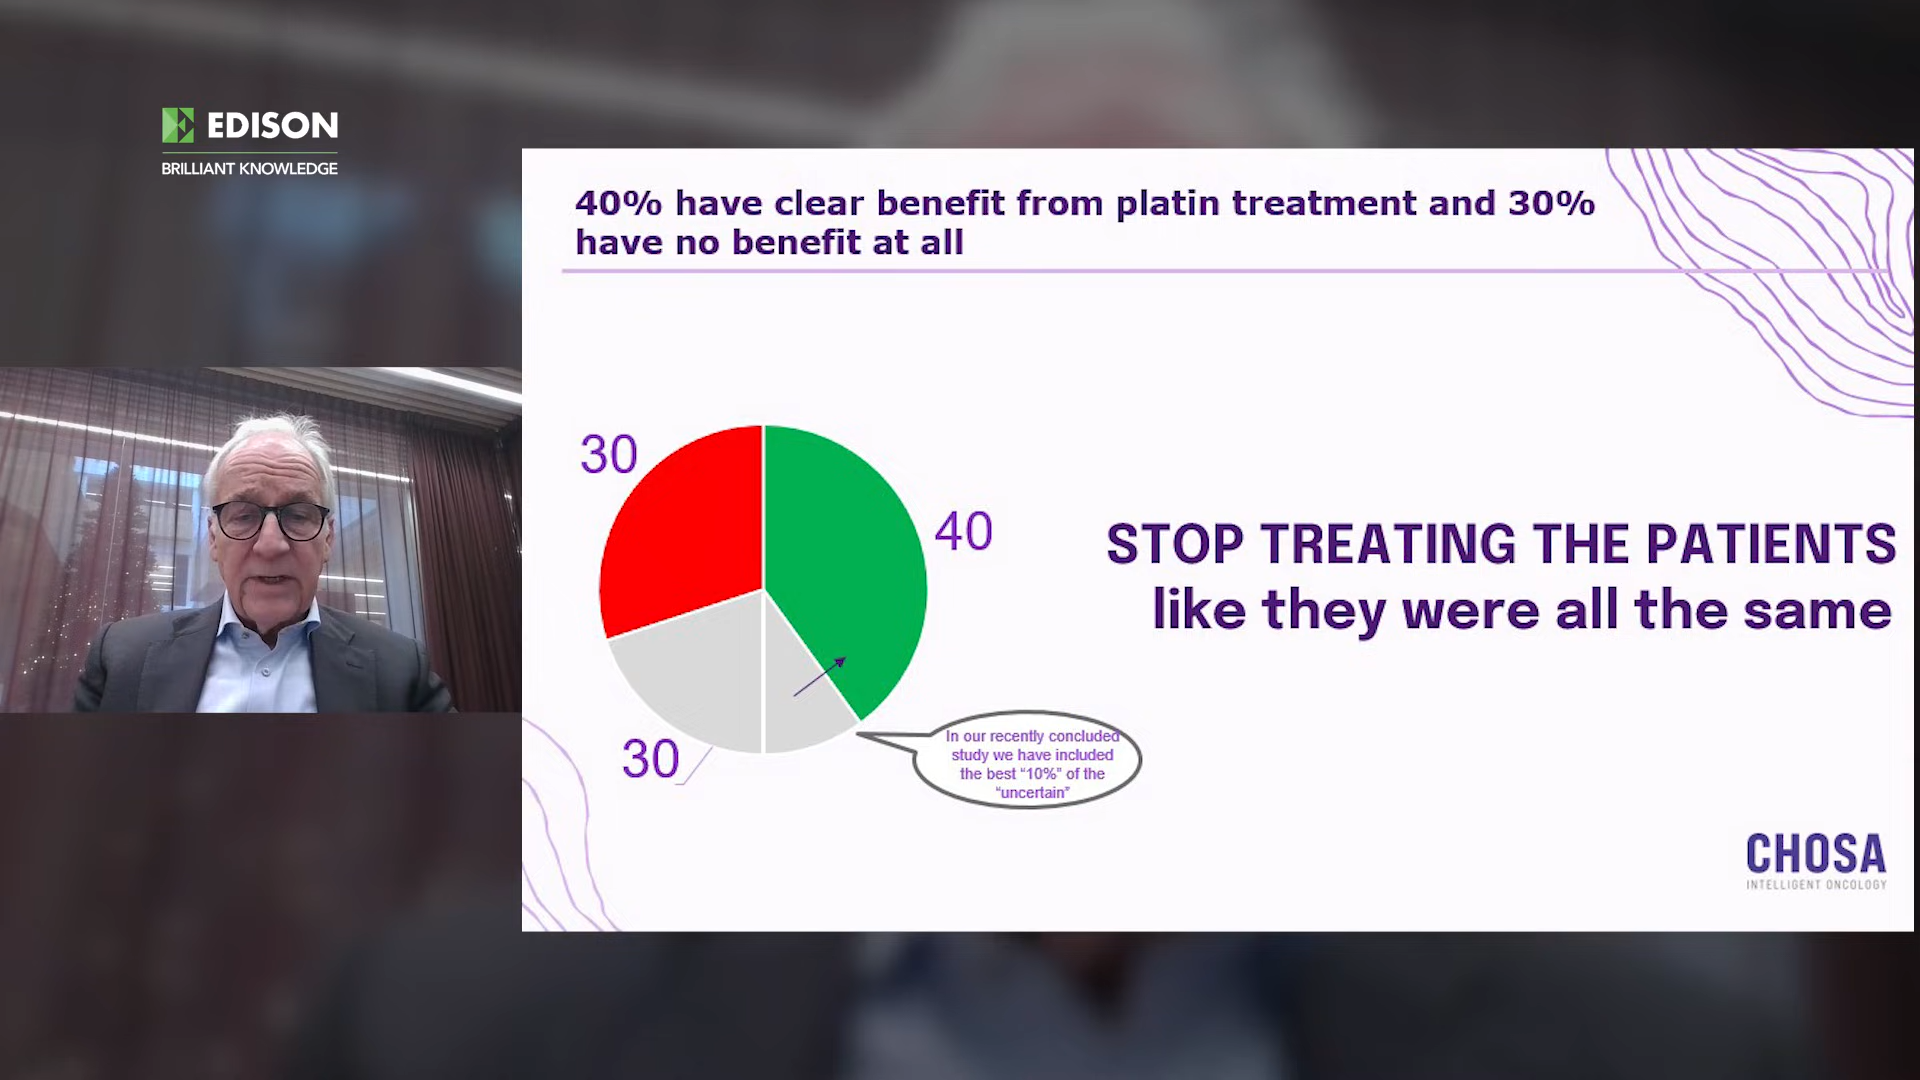 EDISON
BRILLIANT KNOWLEDGE
40% have clear benefit from platin treatment and 30%
have no benefit at all
30
40
30
STOP TREATING THE PATIENTS
like they were all the same
In our recently concluded
study we have included
the best “10%” of the
“uncertain”
CHOSA
INTELLIGENT ONCOLOGY